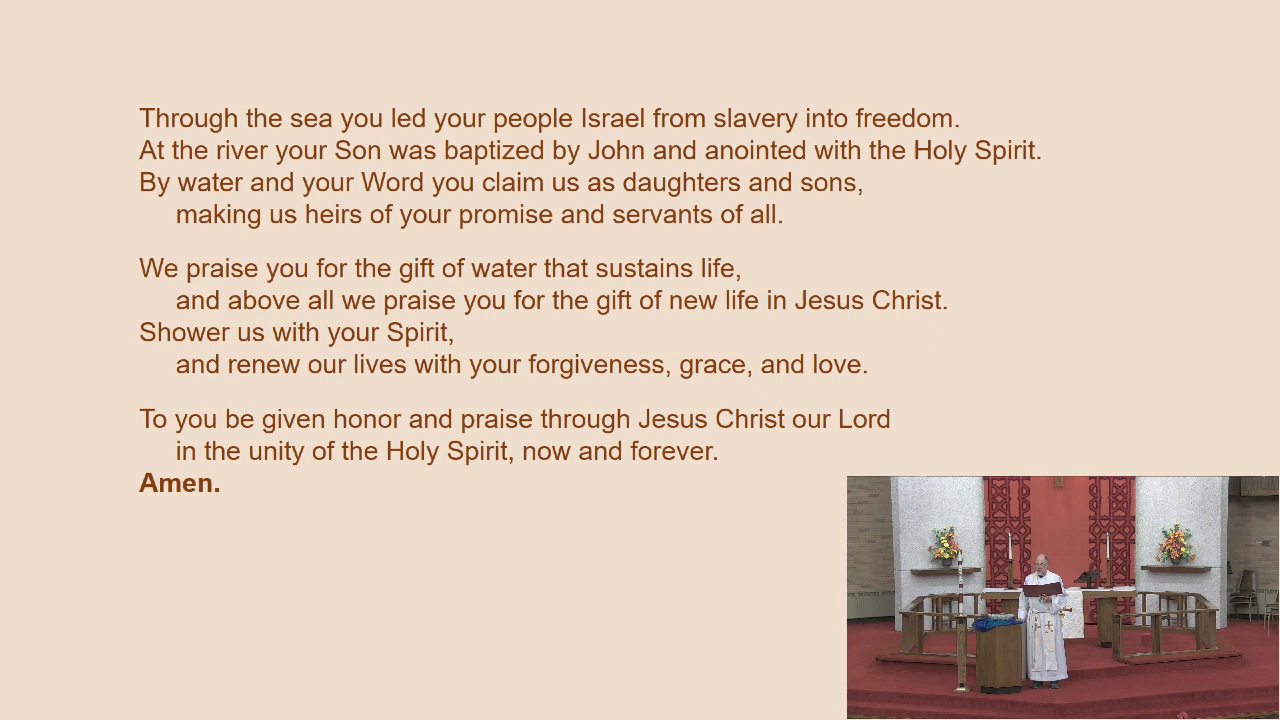 Through the sea you led your people Israel from slavery into freedom.
At the river your Son was baptized by John and anointed with the Holy Spirit.
By water and your Word you claim us as daughters and sons,
making us heirs of your promise and servants of all.
We praise you for the gift of water that sustains life,
and above all we praise you for the gift of new life in Jesus Christ.
Shower us with your Spirit,
and renew our lives with your forgiveness, grace, and love.
To you be given honor and praise through Jesus Christ our Lord
in the unity of the Holy Spirit, now and forever.
Amen.